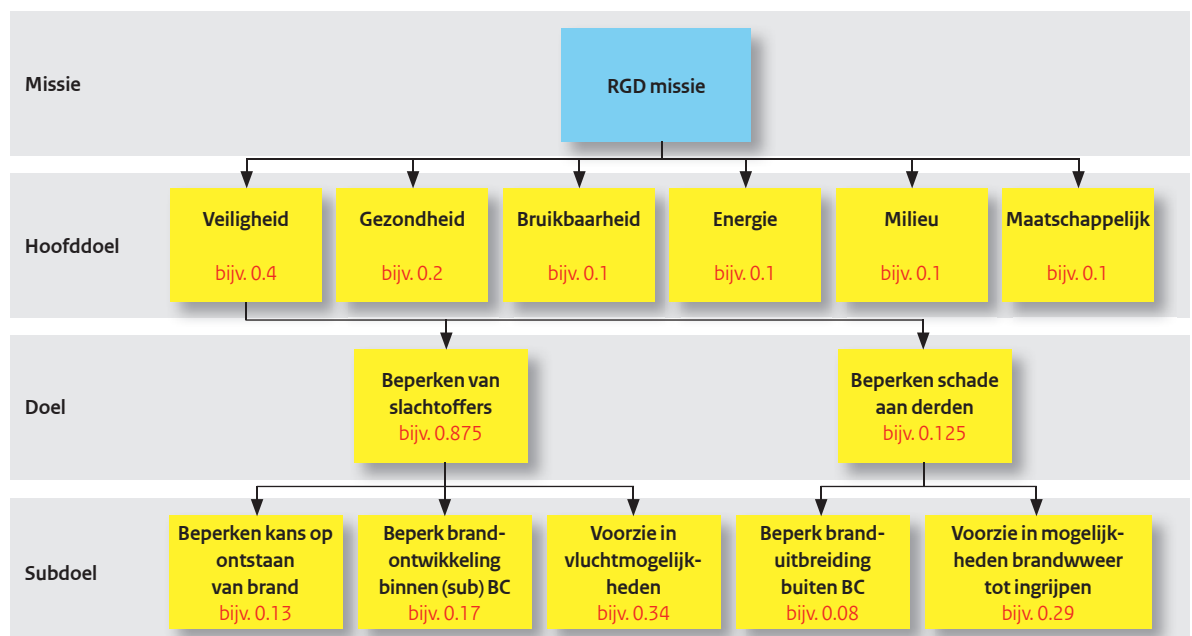 Missie
RGD missie
Hoofddoel
Veiligheid
bijv. 0.4
Gezondheid
bijv. 0.2
Bruikbaarheid
bijv. 0.1
Energie
bijv. 0.1
Milieu
bijv. 0.1
Maatschappelijk
bijv. 0.1
Doel
Beperken van
slachtoffers
bijv. 0.875
Beperken schade
aan derden
bijv. 0.125
Subdoel
Beperken kans op
ontstaan
van brand
bijv. 0.13
Beperk brand-
ontwikkeling
binnen (sub) BC
bijv. 0.17
Voorzie in
vluchtmogelijk-
heden
bijv. 0.34
Beperk brand-
uitbreiding
buiten BC
bijv. 0.08
Voorzie in mogelijk-
heden brandwweer
tot ingrijpen
bijv. 0.29